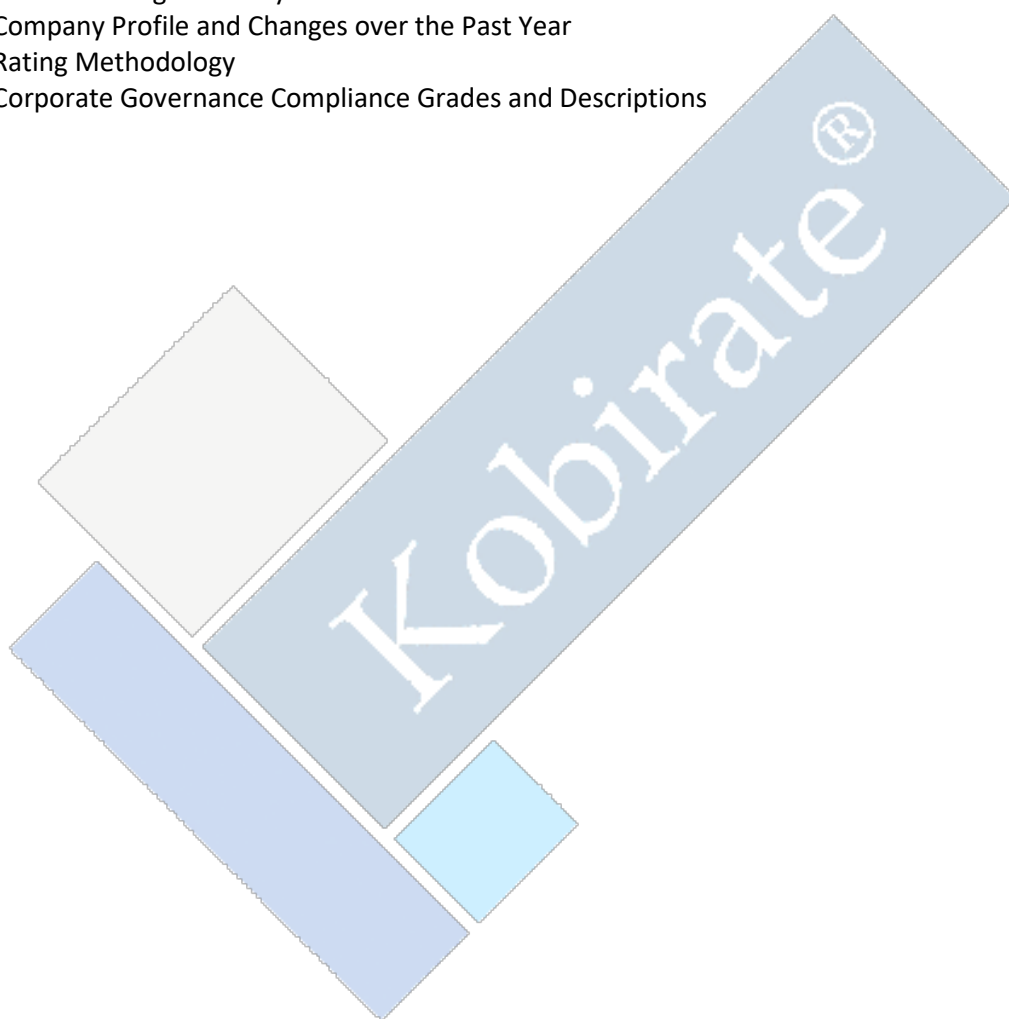 Company Profile and Changes over the Past Year
Rating Methodology
Corporate Governance Compliance Grades and Descriptions
Kobirate®